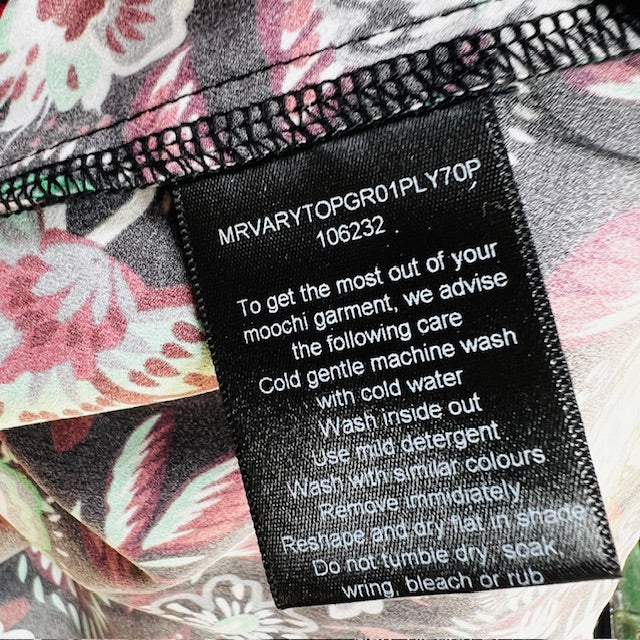 MRVARYTOPGR01PLY70P
106232
To get the most out of your
moochi garment, we advise
the following care
Cold gentle machine wash
with cold water
Wash inside out
Use mild detergent
Wash with similar colours
Remove immediately
Reshape and dry flat in shade
Do not tumble dry, soak,
wring, bleach or rub